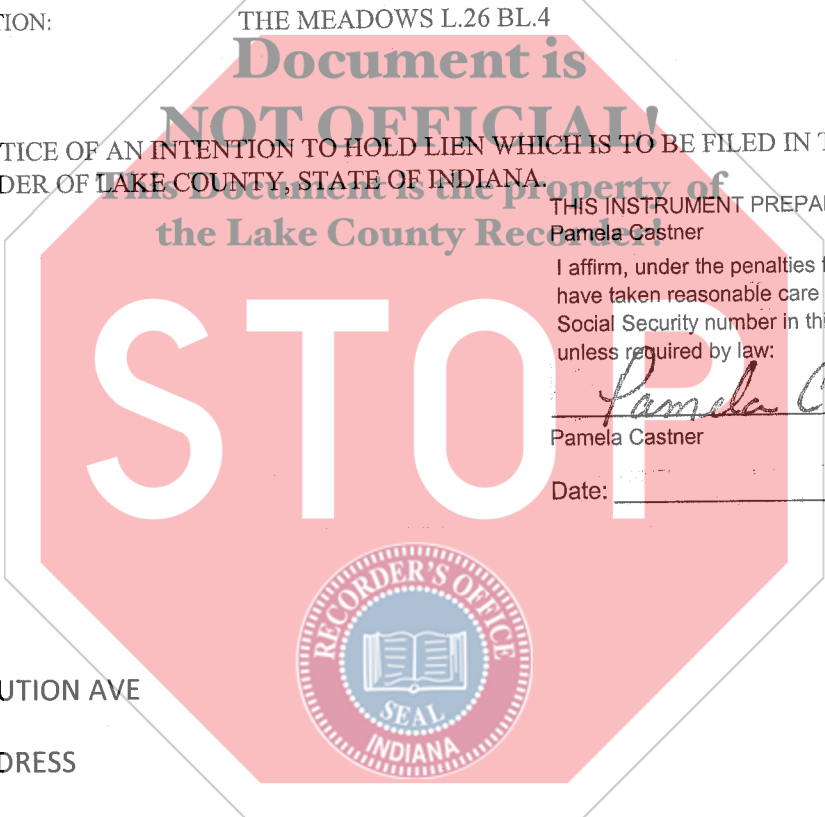 TION: THE MEADOWS L.26 BL.4
Document is
NOT OFFICIAL!
TICE OF AN INTENTION TO HOLD LIEN WHICH IS TO BE FILED IN T
DER OF LAKE COUNTY, STATE OF INDIANA.
This Document is the property of
the Lake County Recorder!
THIS INSTRUMENT PREPA
Pamela Castner
I affirm, under the penalties f
have taken reasonable care
Social Security number in thi
unless required by law:
Pamela C
Pamela Castner
Date:
STOP
RECORDER'S OFFICE
SEAL
INDIANA
UTION AVE
DRESS